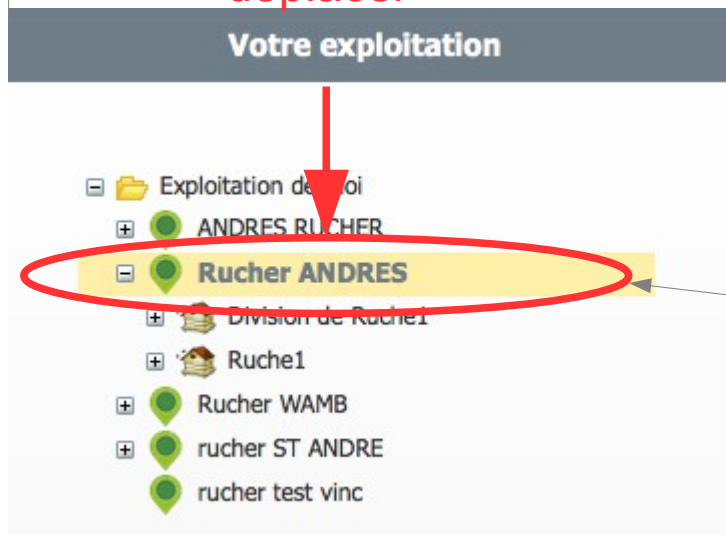 Votre exploitation
Exploitation de moi
ANDRES RUCHER
Rucher ANDRES
Division de Ruche1
Ruche1
Rucher WAMB
rucher ST ANDRE
rucher test vinc